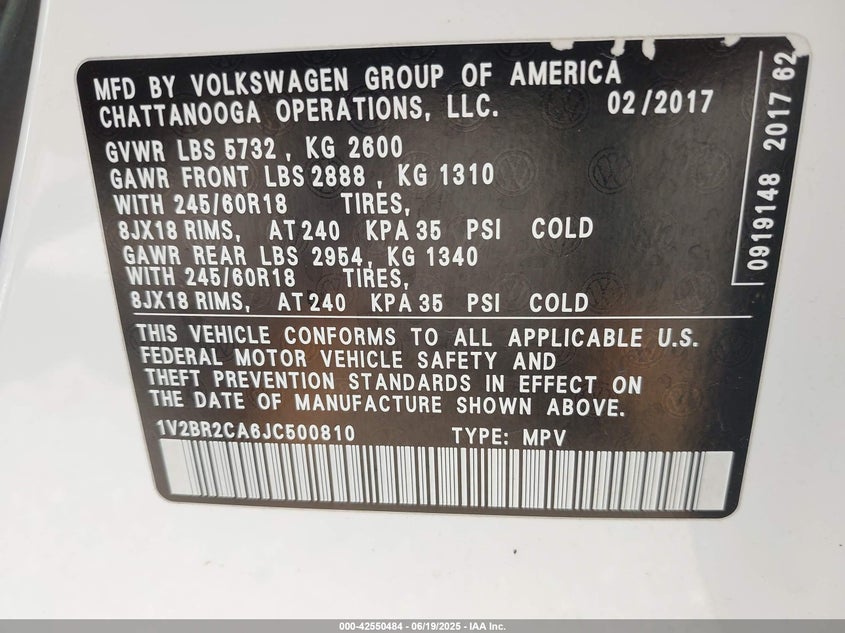 MFD BY VOLKSWAGEN GROUP OF AMERICA
CHATTANOOGA OPERATIONS, LLC. 02/2017
GVWR LBS 5732 , KG 2600
GAWR FRONT LBS 2888 , KG 1310
WITH 245/60R18 TIRES,
8JX18 RIMS, AT 240 KPA 35 PSI COLD
GAWR REAR LBS 2954, KG 1340
WITH 245/60R18 TIRES,
8JX18 RIMS, AT 240 KPA 35 PSI COLD
THIS VEHICLE CONFORMS TO ALL APPLICABLE U.S.
FEDERAL MOTOR VEHICLE SAFETY AND
THEFT PREVENTION STANDARDS IN EFFECT ON
THE DATE OF MANUFACTURE SHOWN ABOVE.
1V2BR2CA6JC500810 TYPE: MPV
0919148 2017 62
000-42550484 - 06/19/2025 - IAA Inc.